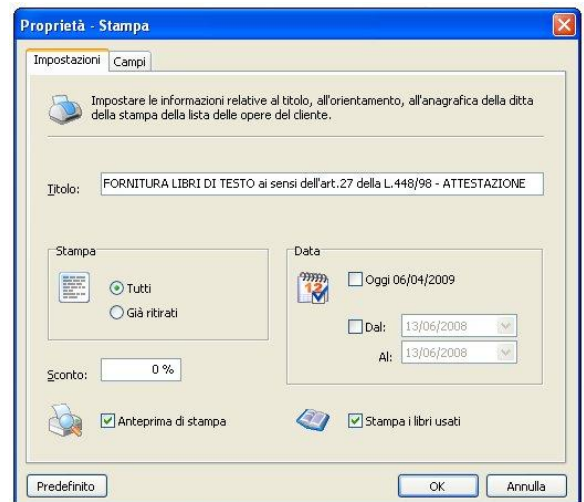 Proprietà - Stampa
Impostazioni
Campi
Impostare le informazioni relative al titolo, all'orientamento, all'anagrafica della ditta
della stampa della lista delle opere del cliente.
Titolo:
FORNITURA LIBRI DI TESTO ai sensi dell'art.27 della L.448/98 - ATTESTAZIONE
Stampa
Tutti
Già ritirati
Data
12
Oggi 06/04/2009
Dal:
13/06/2008
Al:
13/06/2008
Sconto:
0 %
Anteprima di stampa
Stampa i libri usati
Predefinito
OK
Annulla